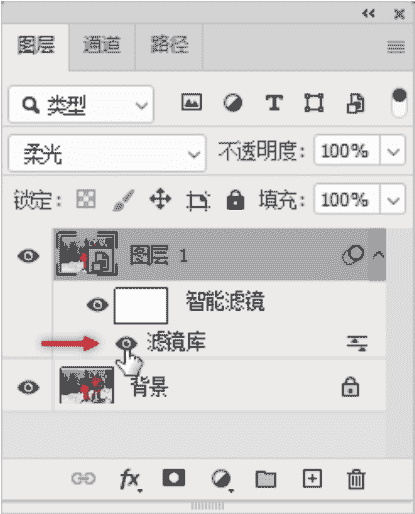 图层 通道 路径
类型
柔光 不透明度: 100%
锁定: 填充: 100%
图层 1
智能滤镜
滤镜库
背景
fx